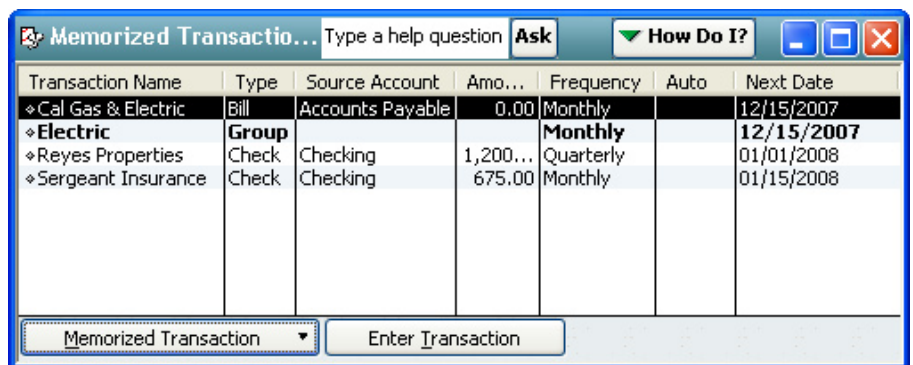 Memorized Transactio... Type a help question Ask How Do I?
Transaction Name Type Source Account Amo... Frequency Auto Next Date
Cal Gas & Electric Bill Accounts Payable 0.00 Monthly 12/15/2007
Electric Group Monthly 12/15/2007
Reyes Properties Check Checking 1,200... Quarterly 01/01/2008
Sergeant Insurance Check Checking 675.00 Monthly 01/15/2008
Memorized Transaction Enter Transaction